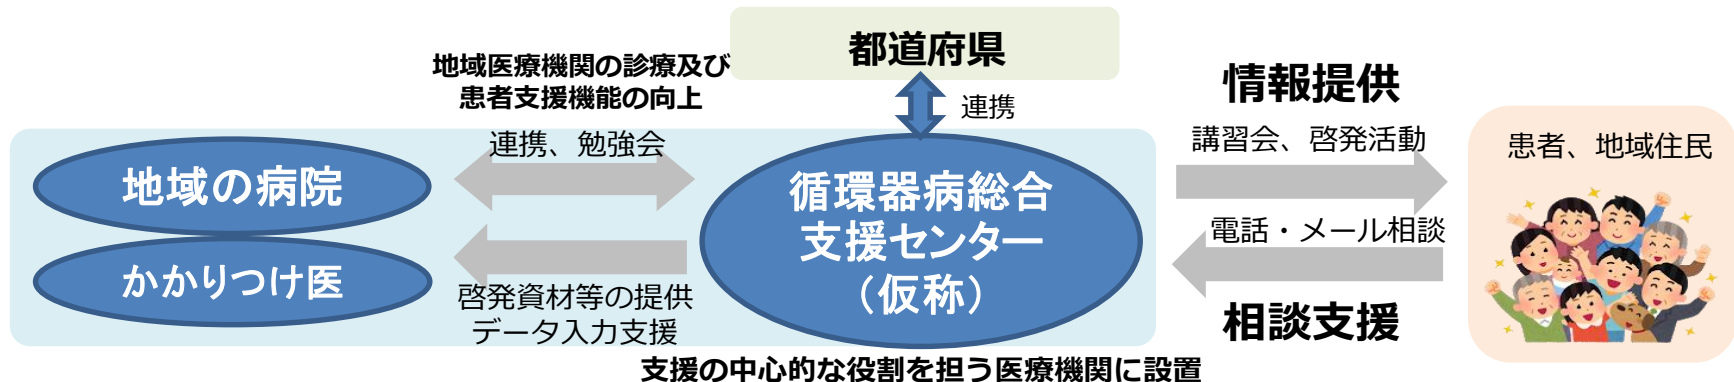 都道府県
地域医療機関の診療及び
患者支援機能の向上
連携
情報提供
連携、勉強会
講習会、啓発活動
患者、地域住民
地域の病院
循環器病総合
支援センター
（仮称）
電話・メール相談
かかりつけ医
啓発資材等の提供
データ入力支援
相談支援
支援の中心的な役割を担う医療機関に設置